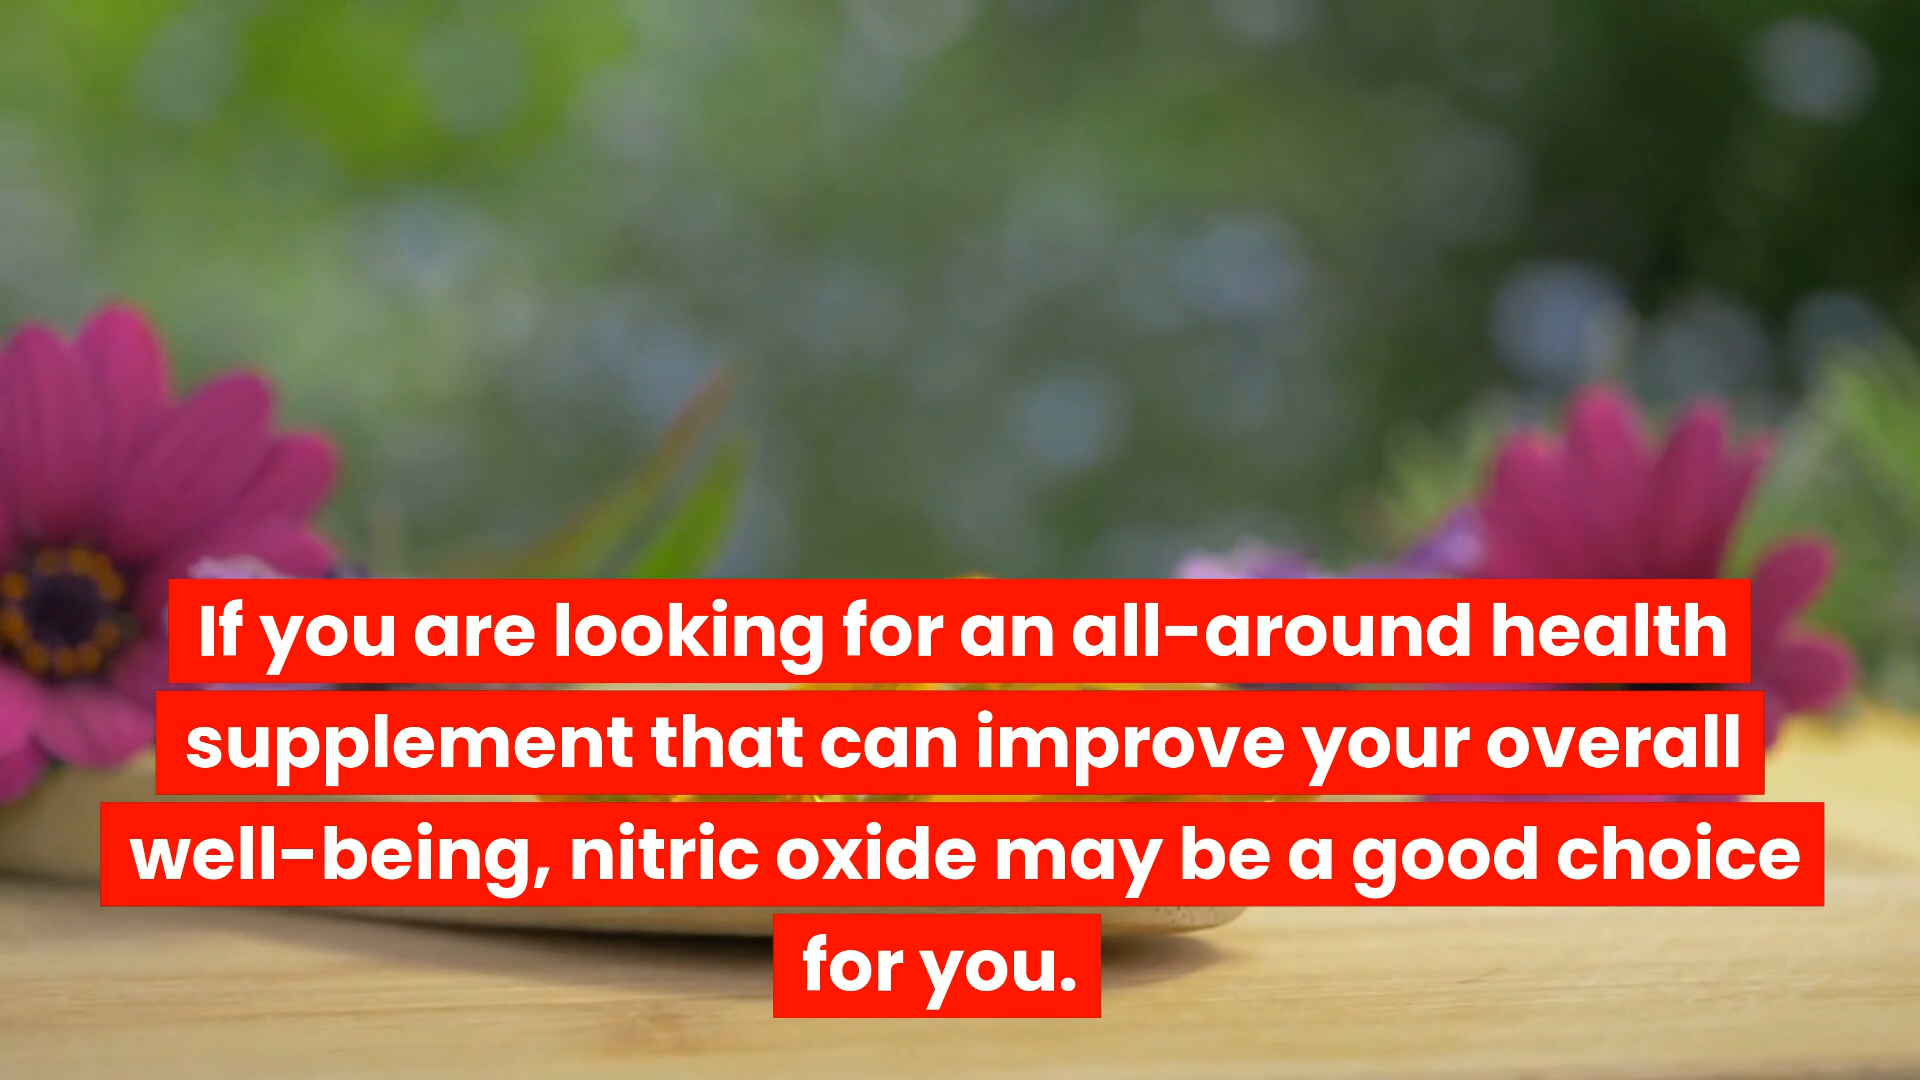 If you are looking for an all-around health
supplement that can improve your overall
well-being, nitric oxide may be a good choice
for you.